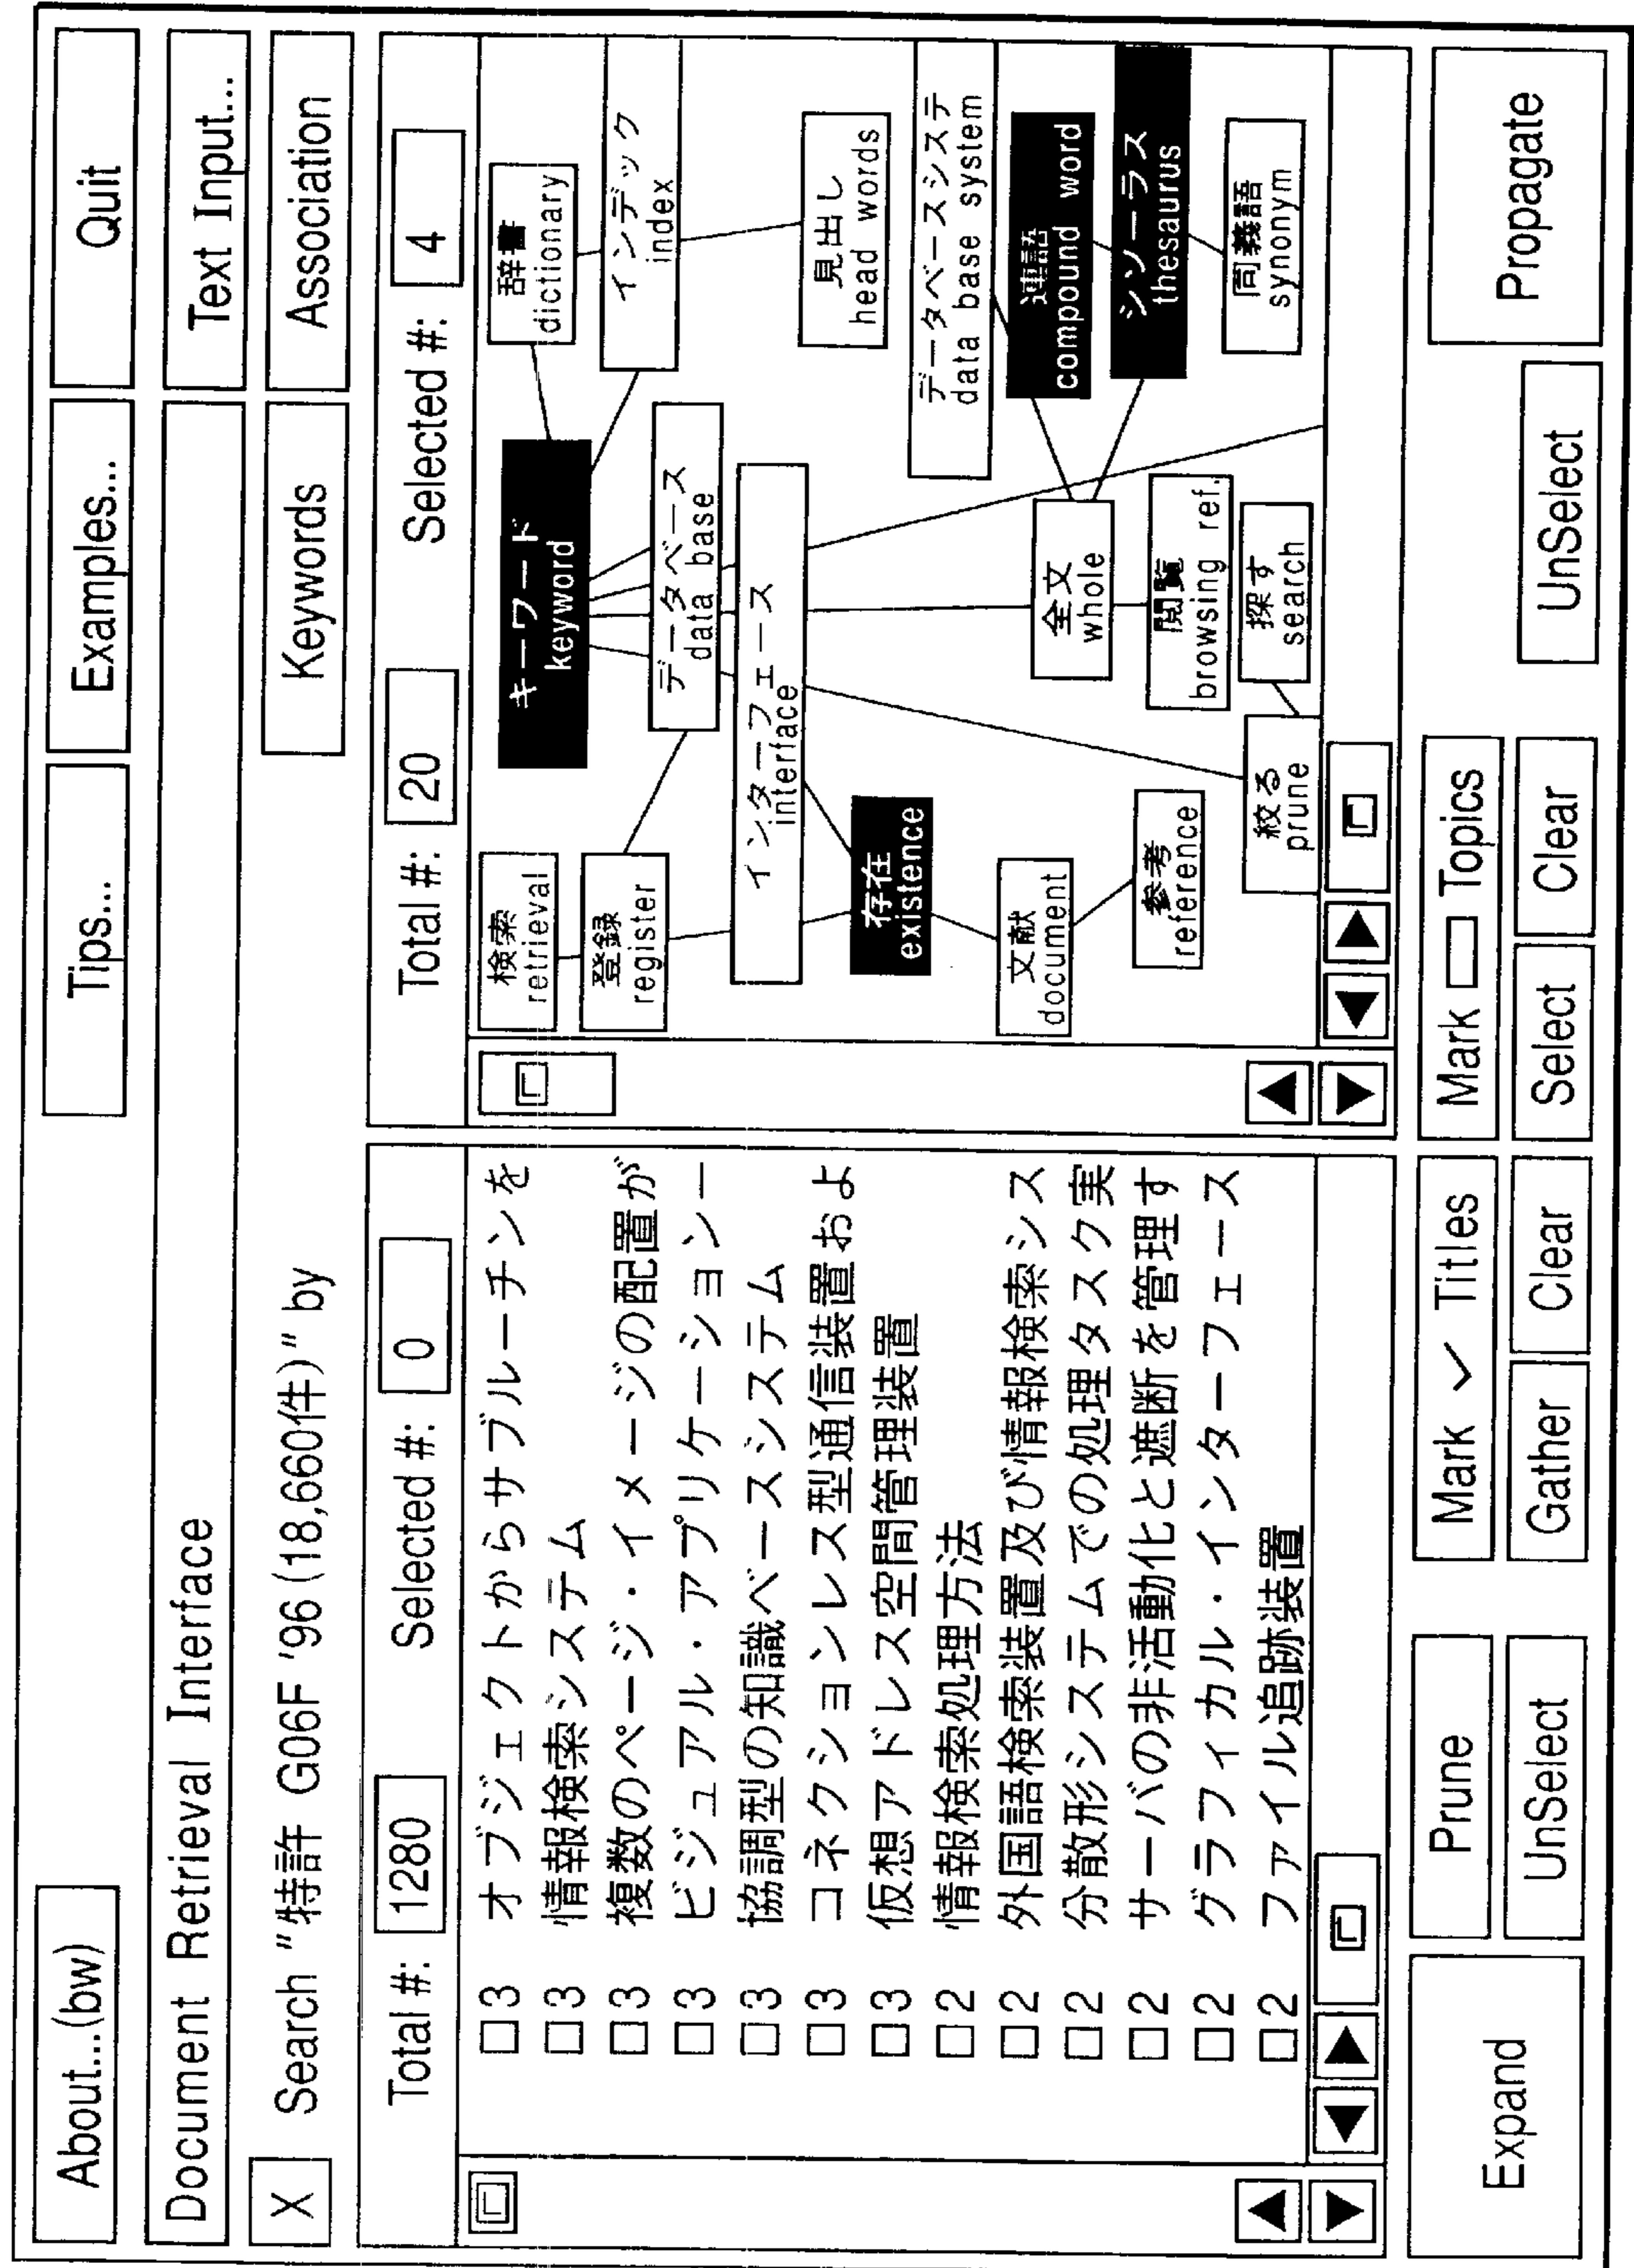 About...(bw)
Tips...
Examples...
Quit
Document Retrieval Interface
Text Input...
X
Search "特許 G06F '96 (18,660件)" by
Keywords
Association
Total #: 1280 Selected #: 0
□3 オブジェクトからサブルーチンを
□3 情報検索システム
□3 複数のページ・イメージの配置が
□3 ビジュアル・アプリケーション一
□3 協調型の知識ベースシステム
□3 コネクションレス型通信装置およ
□3 仮想アドレス空間管理装置
□2 情報検索処理方法
□2 外国語検索装置及び情報検索シス
□2 分散形システムでの処理タスク実
□2 サーバの非活動化と遮断を管理す
□2 グラフィカル・インターフェース
□2 ファイル追跡装置
Total #: 20 Selected #: 4
検索
retrieval
キーワード
keyword
辞書
dictionary
登録
register
データベース
data base
インデック
index
インターフェース
interface
見出し
head words
存在
existence
データベースシステ
data base system
文献
document
全文
whole
連語
compound word
参考
reference
閲覧
browsing ref.
シソーラス
thesaurus
絞る
prune
探す
search
同義語
synonym
Expand
Prune
UnSelect
Mark ✓ Titles
Gather
Clear
Mark □ Topics
Select
Clear
UnSelect
Propagate